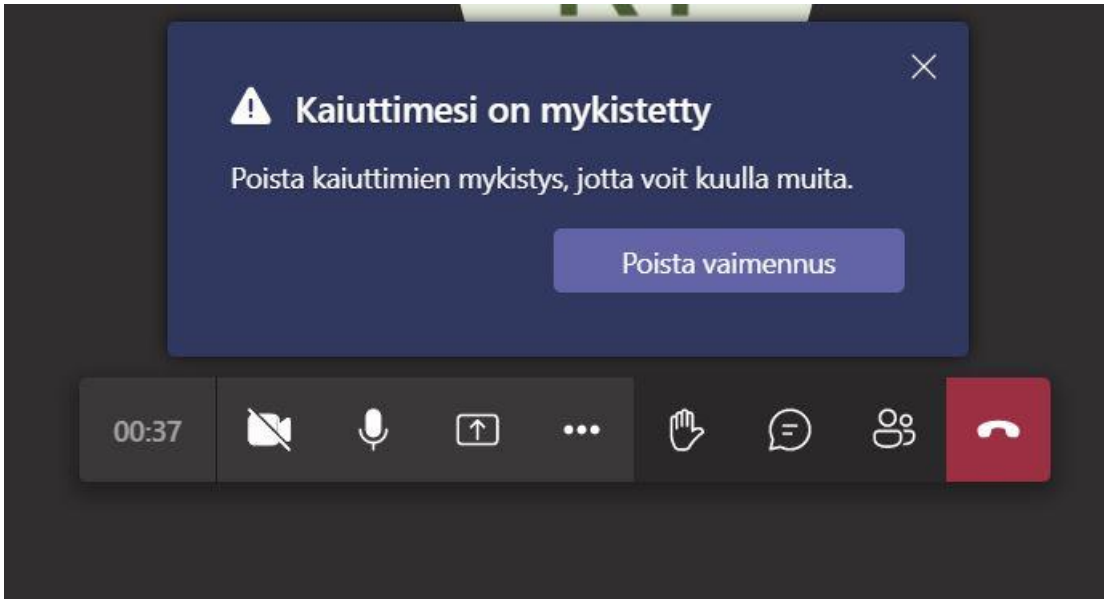 Kaiuttimesi on mykistetty
Poista kaiuttimien mykistys, jotta voit kuulla muita.
Poista vaimennus
00:37